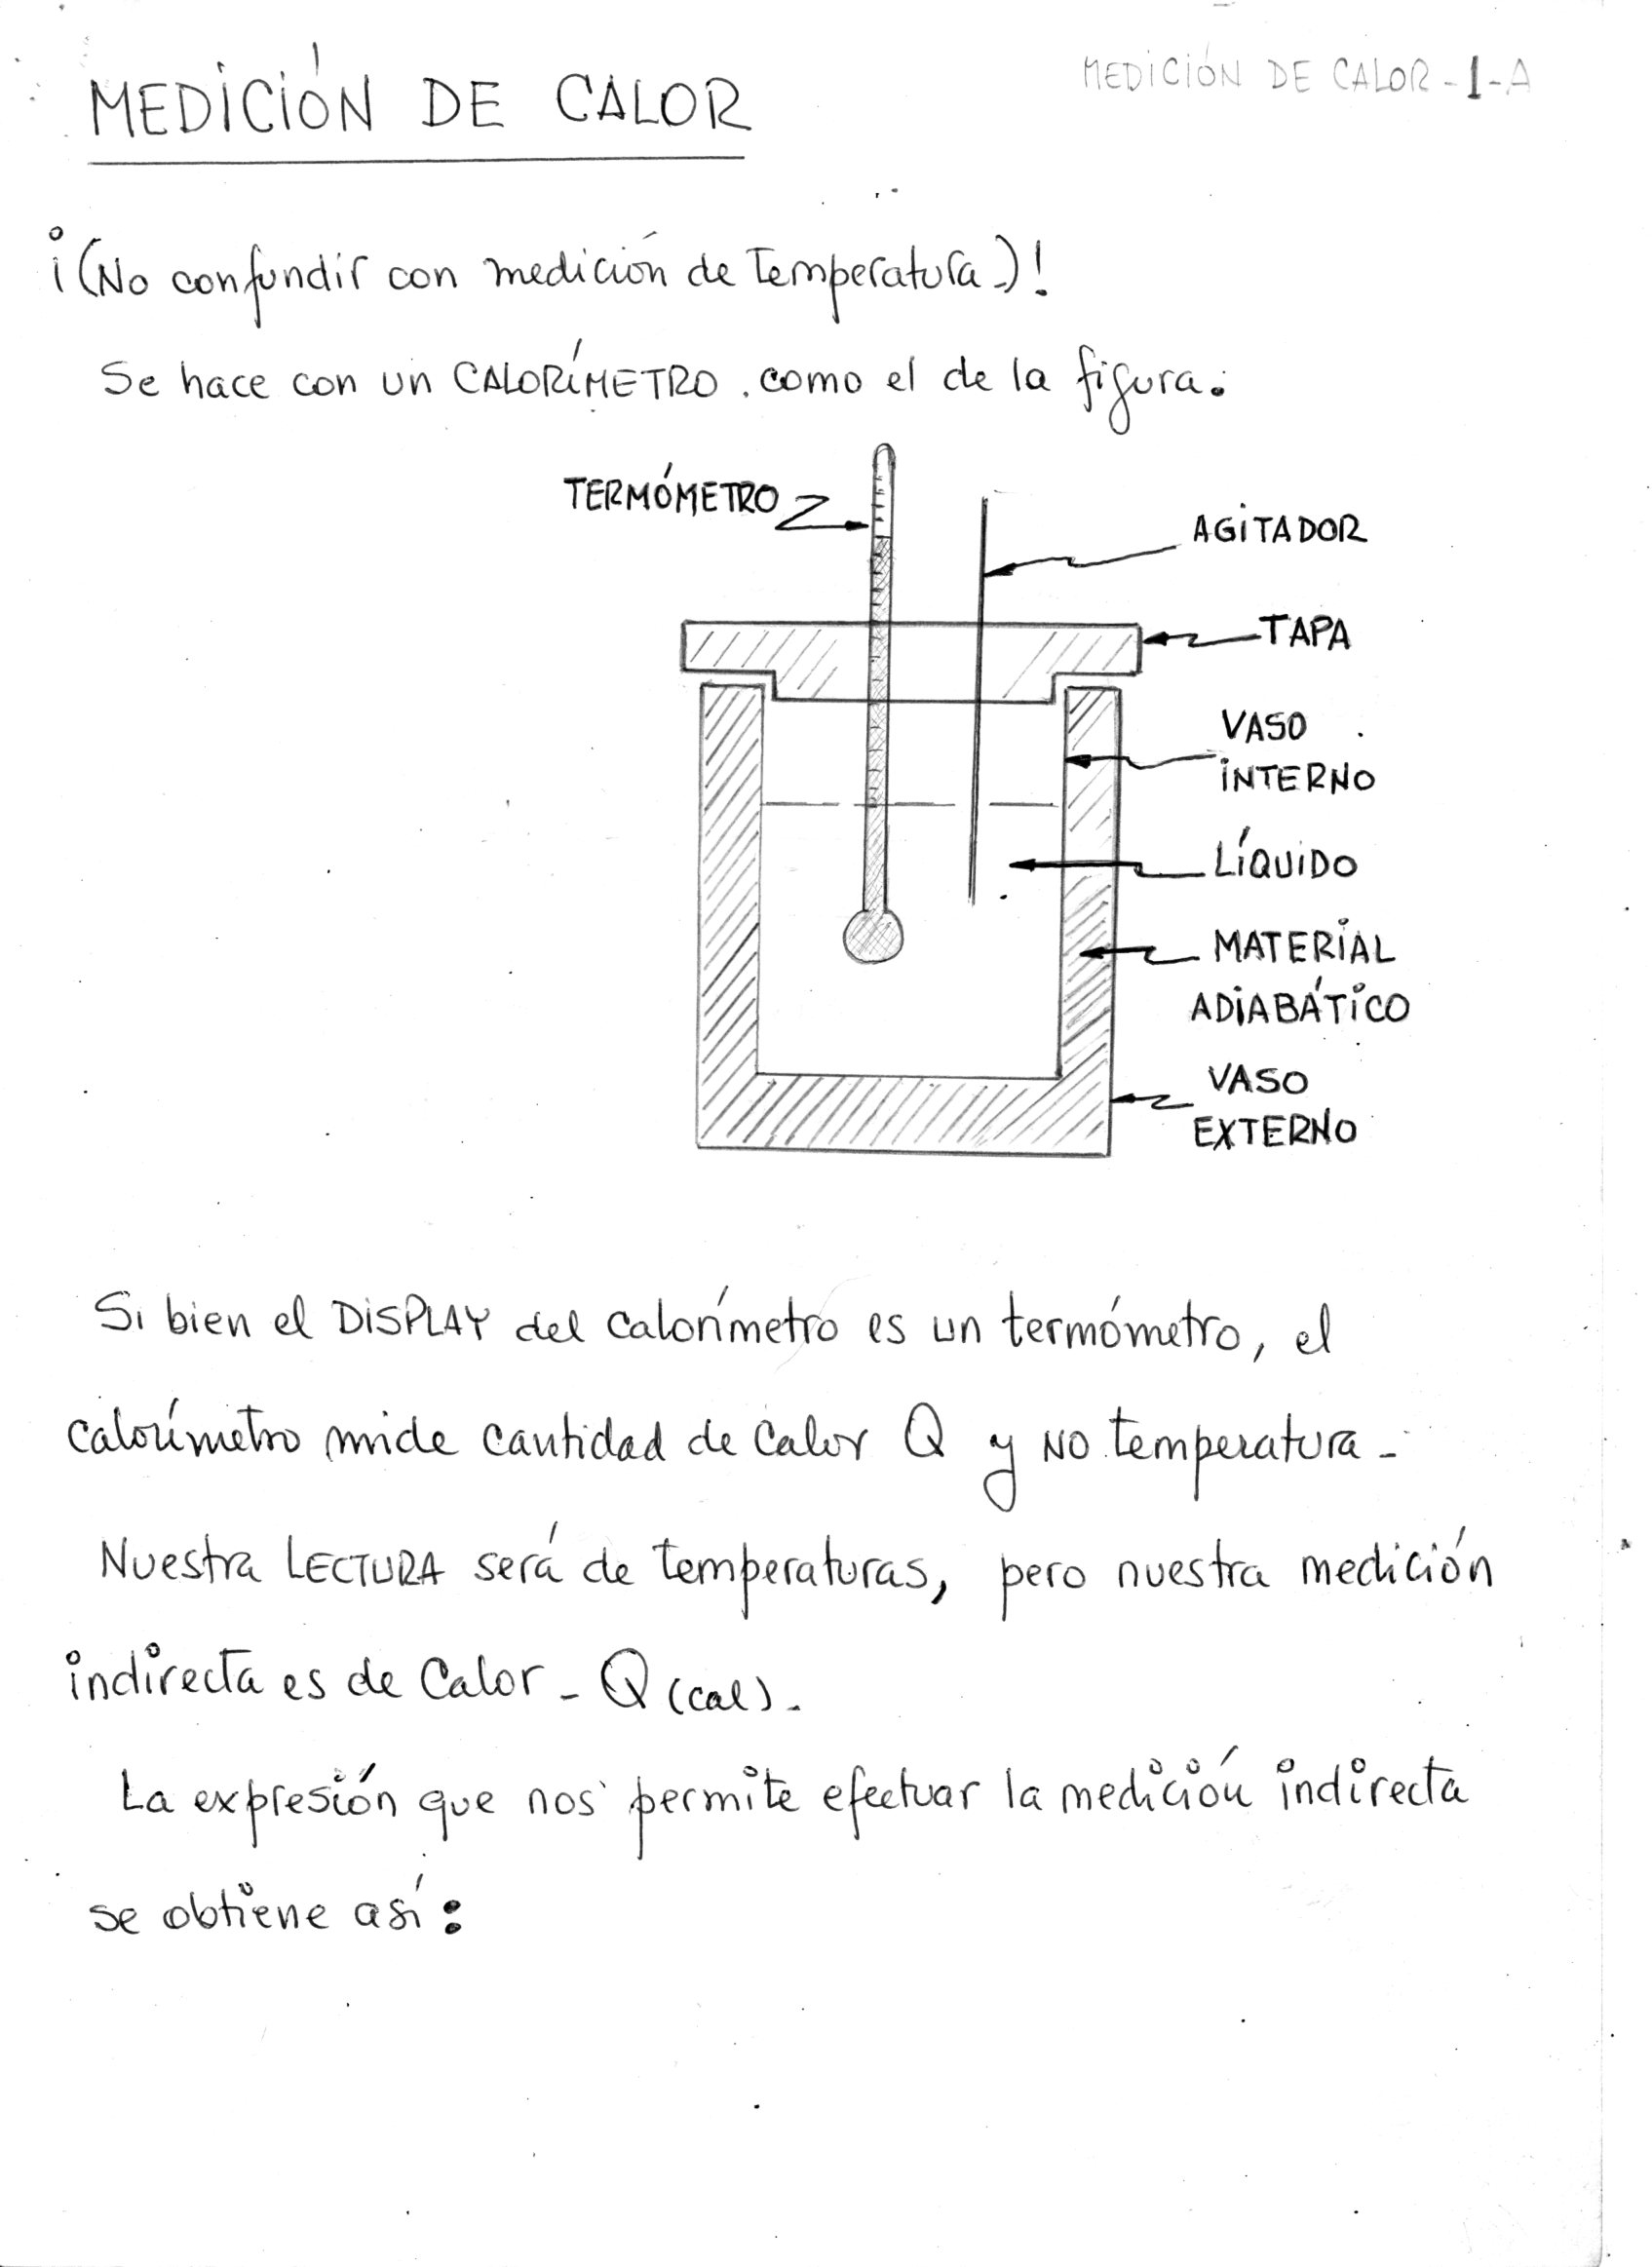 MEDICIÓN DE CALOR - 1 - A
MEDICIÓN DE CALOR
¡(No confundir con medición de Temperatura.)!
Se hace con un CALORÍMETRO. como el de la figura:
TERMÓMETRO
AGITADOR
TAPA
VASO
INTERNO
LÍQUIDO
MATERIAL
ADIABÁTICO
VASO
EXTERNO
Si bien el DISPLAY del calorímetro es un termómetro, el
calorímetro mide cantidad de calor Q y NO temperatura -
Nuestra LECTURA será de temperaturas, pero nuestra medición
indirecta es de Calor - Q (cal) -
La expresión que nos permite efectuar la medición indirecta
se obtiene así: